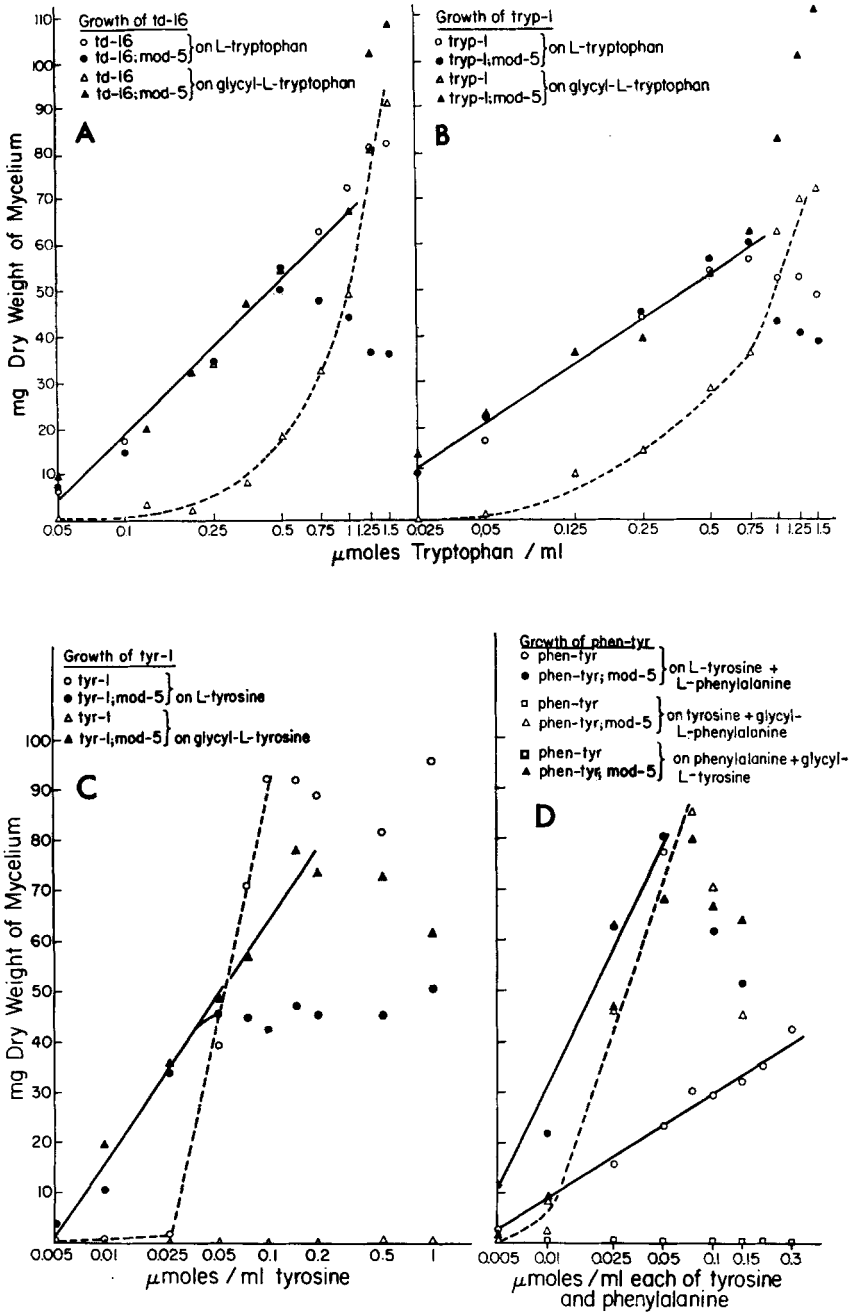 Growth of td-16
td-16
td-16;mod-5 } on L-tryptophan
td-16
td-16;mod-5 } on glycyl-L-tryptophan
A
110
100
90
80
70
60
50
40
30
20
10
0.05 0.1 0.25 0.5 0.75 1 1.25 1.5
mg Dry Weight of Mycelium
Growth of tryp-1
tryp-1
tryp-1;mod-5 } on L-tryptophan
tryp-1
tryp-1;mod-5 } on glycyl-L-tryptophan
B
0.025 0.05 0.125 0.25 0.5 0.75 1 1.25 1.5
μmoles Tryptophan / ml
Growth of tyr-1
tyr-1
tyr-1;mod-5 } on L-tyrosine
tyr-1
tyr-1;mod-5 } on glycyl-L-tyrosine
C
100
90
80
70
60
50
40
30
20
10
0.005 0.01 0.025 0.05 0.1 0.2 0.5 1
mg Dry Weight of Mycelium
μmoles / ml tyrosine
Growth of phen-tyr
phen-tyr
phen-tyr; mod-5 } on L-tyrosine +
L-phenylalanine
phen-tyr
phen-tyr; mod-5 } on tyrosine + glycyl-
L-phenylalanine
phen-tyr
phen-tyr; mod-5 } on phenylalanine + glycyl-
L-tyrosine
D
0.005 0.01 0.025 0.05 0.1 0.15 0.3
μmoles / ml each of tyrosine
and phenylalanine